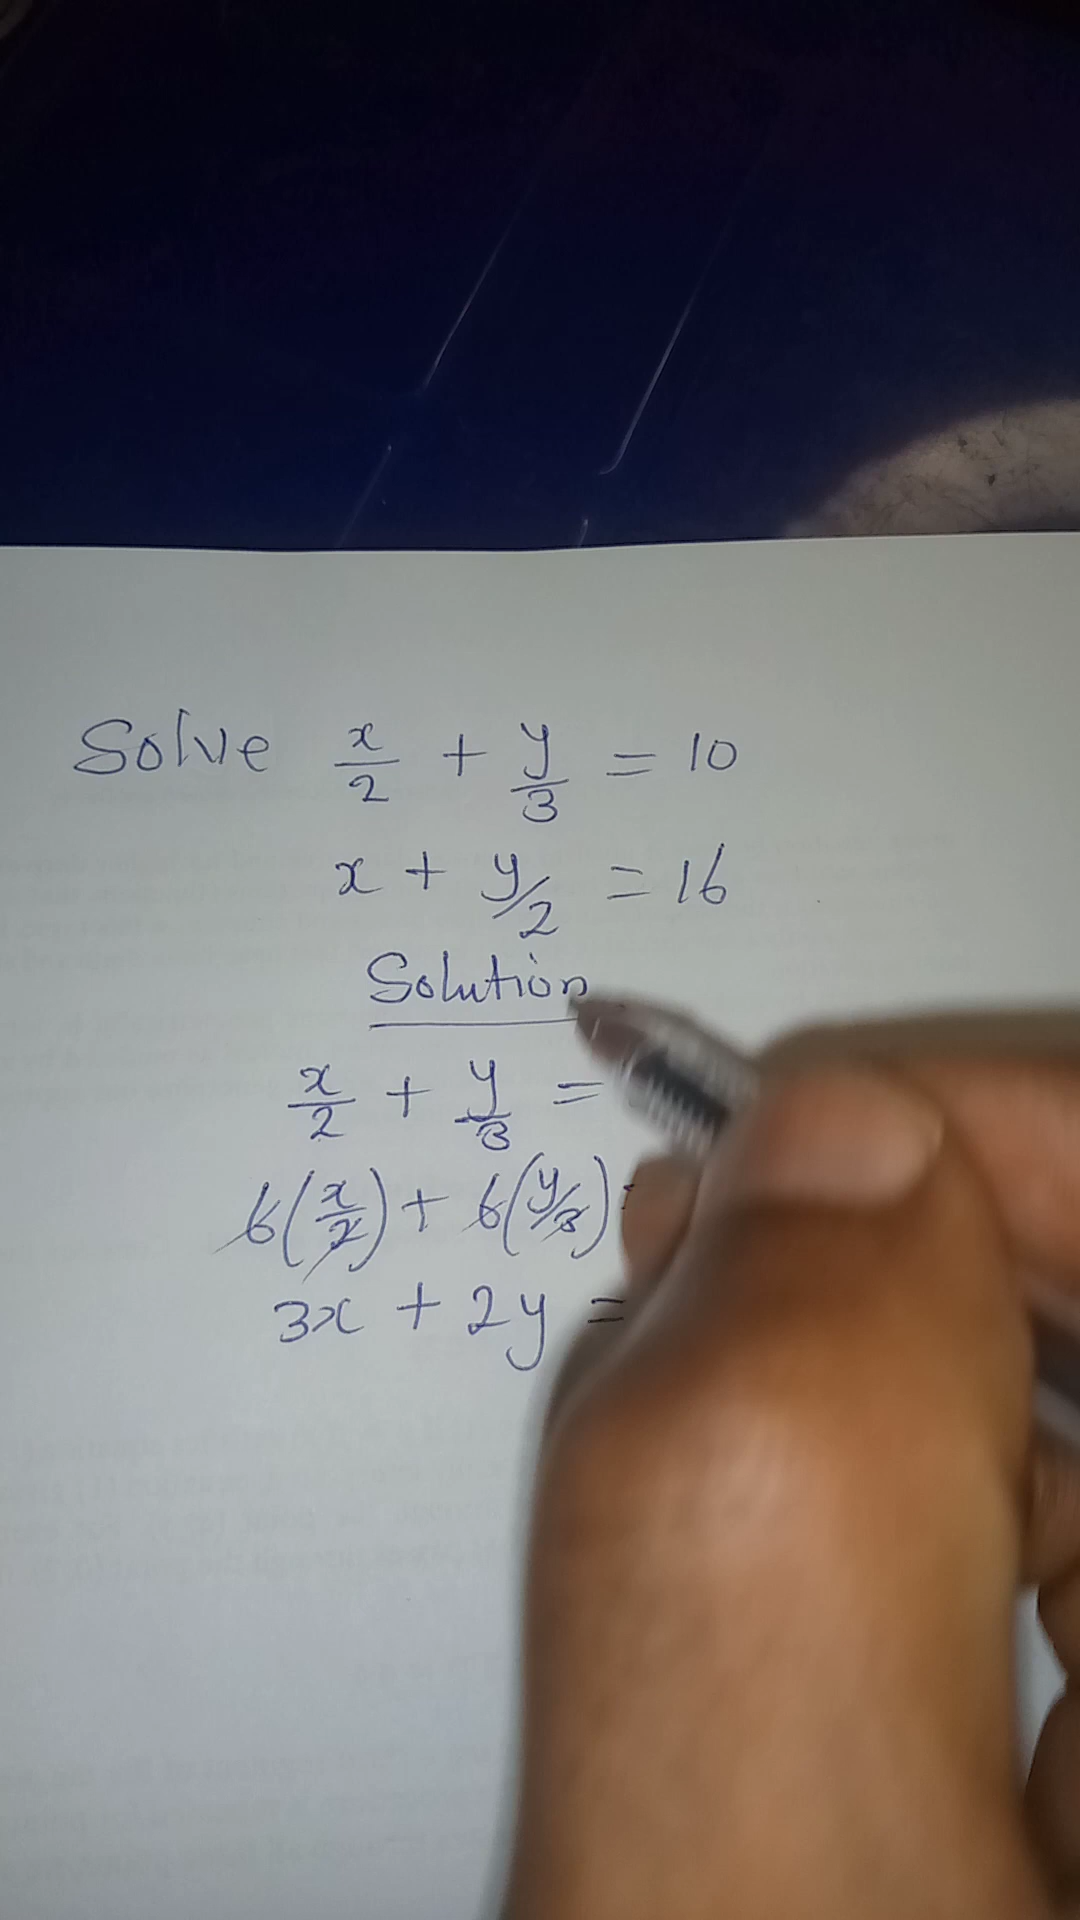 Solve x/2 + y/3 = 10
x + y/2 = 16
Solution
x/2 + y/3 =
6(x/2) + 6(y/3) =
3x + 2y =